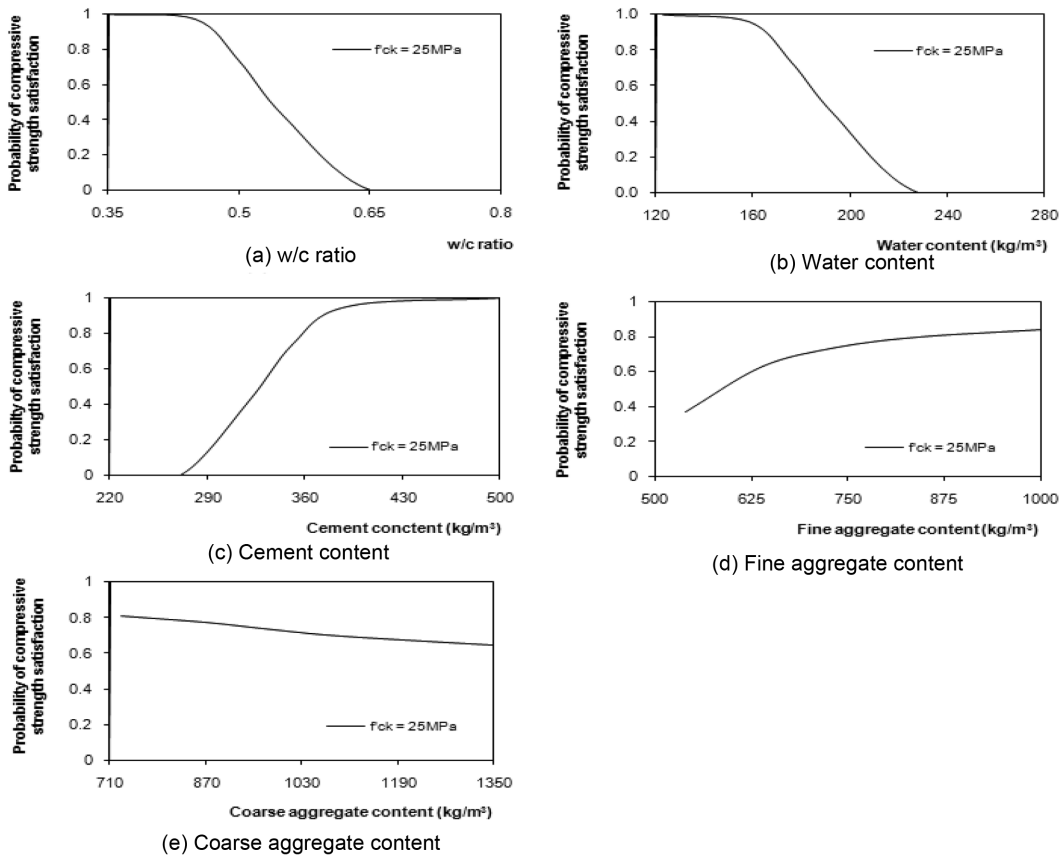 Probability of compressive
strength satisfaction
1
0.8
0.6
0.4
0.2
0
0.35
0.5
0.65
0.8
f'ck = 25MPa
w/c ratio
(a) w/c ratio
Probability of compressive
strength satisfaction
1.0
0.8
0.6
0.4
0.2
0.0
120
160
200
240
280
f'ck = 25MPa
Water content (kg/m³)
(b) Water content
Probability of compressive
strength satisfaction
1
0.8
0.6
0.4
0.2
0
220
290
360
430
500
f'ck = 25MPa
Cement conctent (kg/m³)
(c) Cement content
Probability of compressive
strength satisfaction
1
0.8
0.6
0.4
0.2
0
500
625
750
875
1000
f'ck = 25MPa
Fine aggregate content (kg/m³)
(d) Fine aggregate content
Probability of compressive
strength satisfaction
1
0.8
0.6
0.4
0.2
0
710
870
1030
1190
1350
f'ck = 25MPa
Coarse aggregate content (kg/m³)
(e) Coarse aggregate content